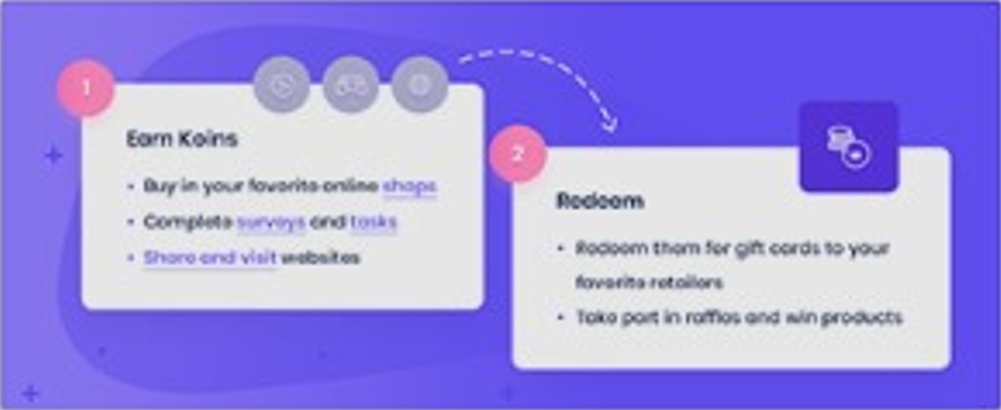 1
Earn Koins
• Buy in your favorite online shops
• Complete surveys and tasks
• Share and visit websites
2
Redeem
• Redeem them for gift cards to your
favorite retailers
• Take part in raffles and win products